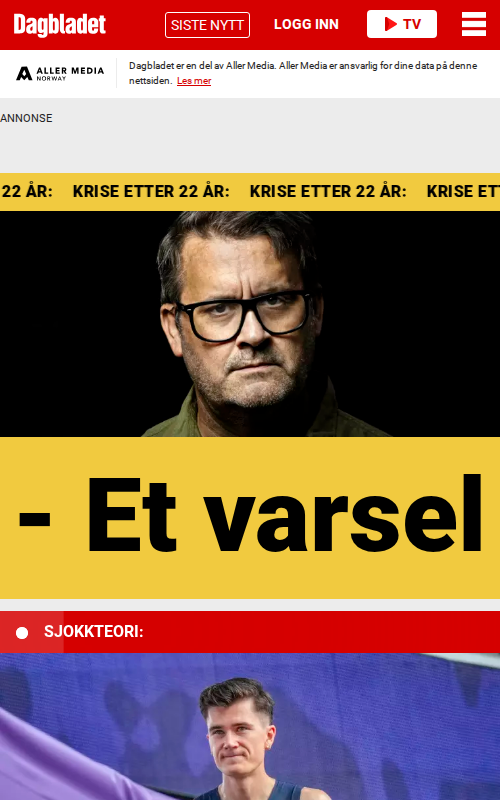 Dagbladet
SISTE NYTT
LOGG INN
TV
ALLER MEDIA
NORWAY
Dagbladet er en del av Aller Media. Aller Media er ansvarlig for dine data på denne
nettsiden. Les mer
ANNONSE
22 ÅR: KRISE ETTER 22 ÅR: KRISE ETTER 22 ÅR: KRISE ETT
- Et varsel
SJOKKTEORI: